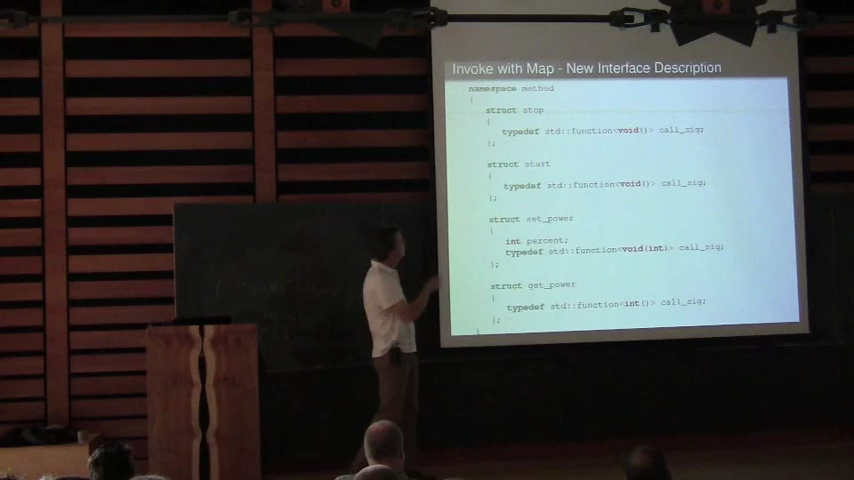 Invoke with Map - New Interface Description
namespace method
{
struct stop
{
typedef std::function<void()> call_sig;
};
struct start
{
typedef std::function<void()> call_sig;
};
struct set_power
{
int percent;
typedef std::function<void(int)> call_sig;
};
struct get_power
{
typedef std::function<int()> call_sig;
};
}